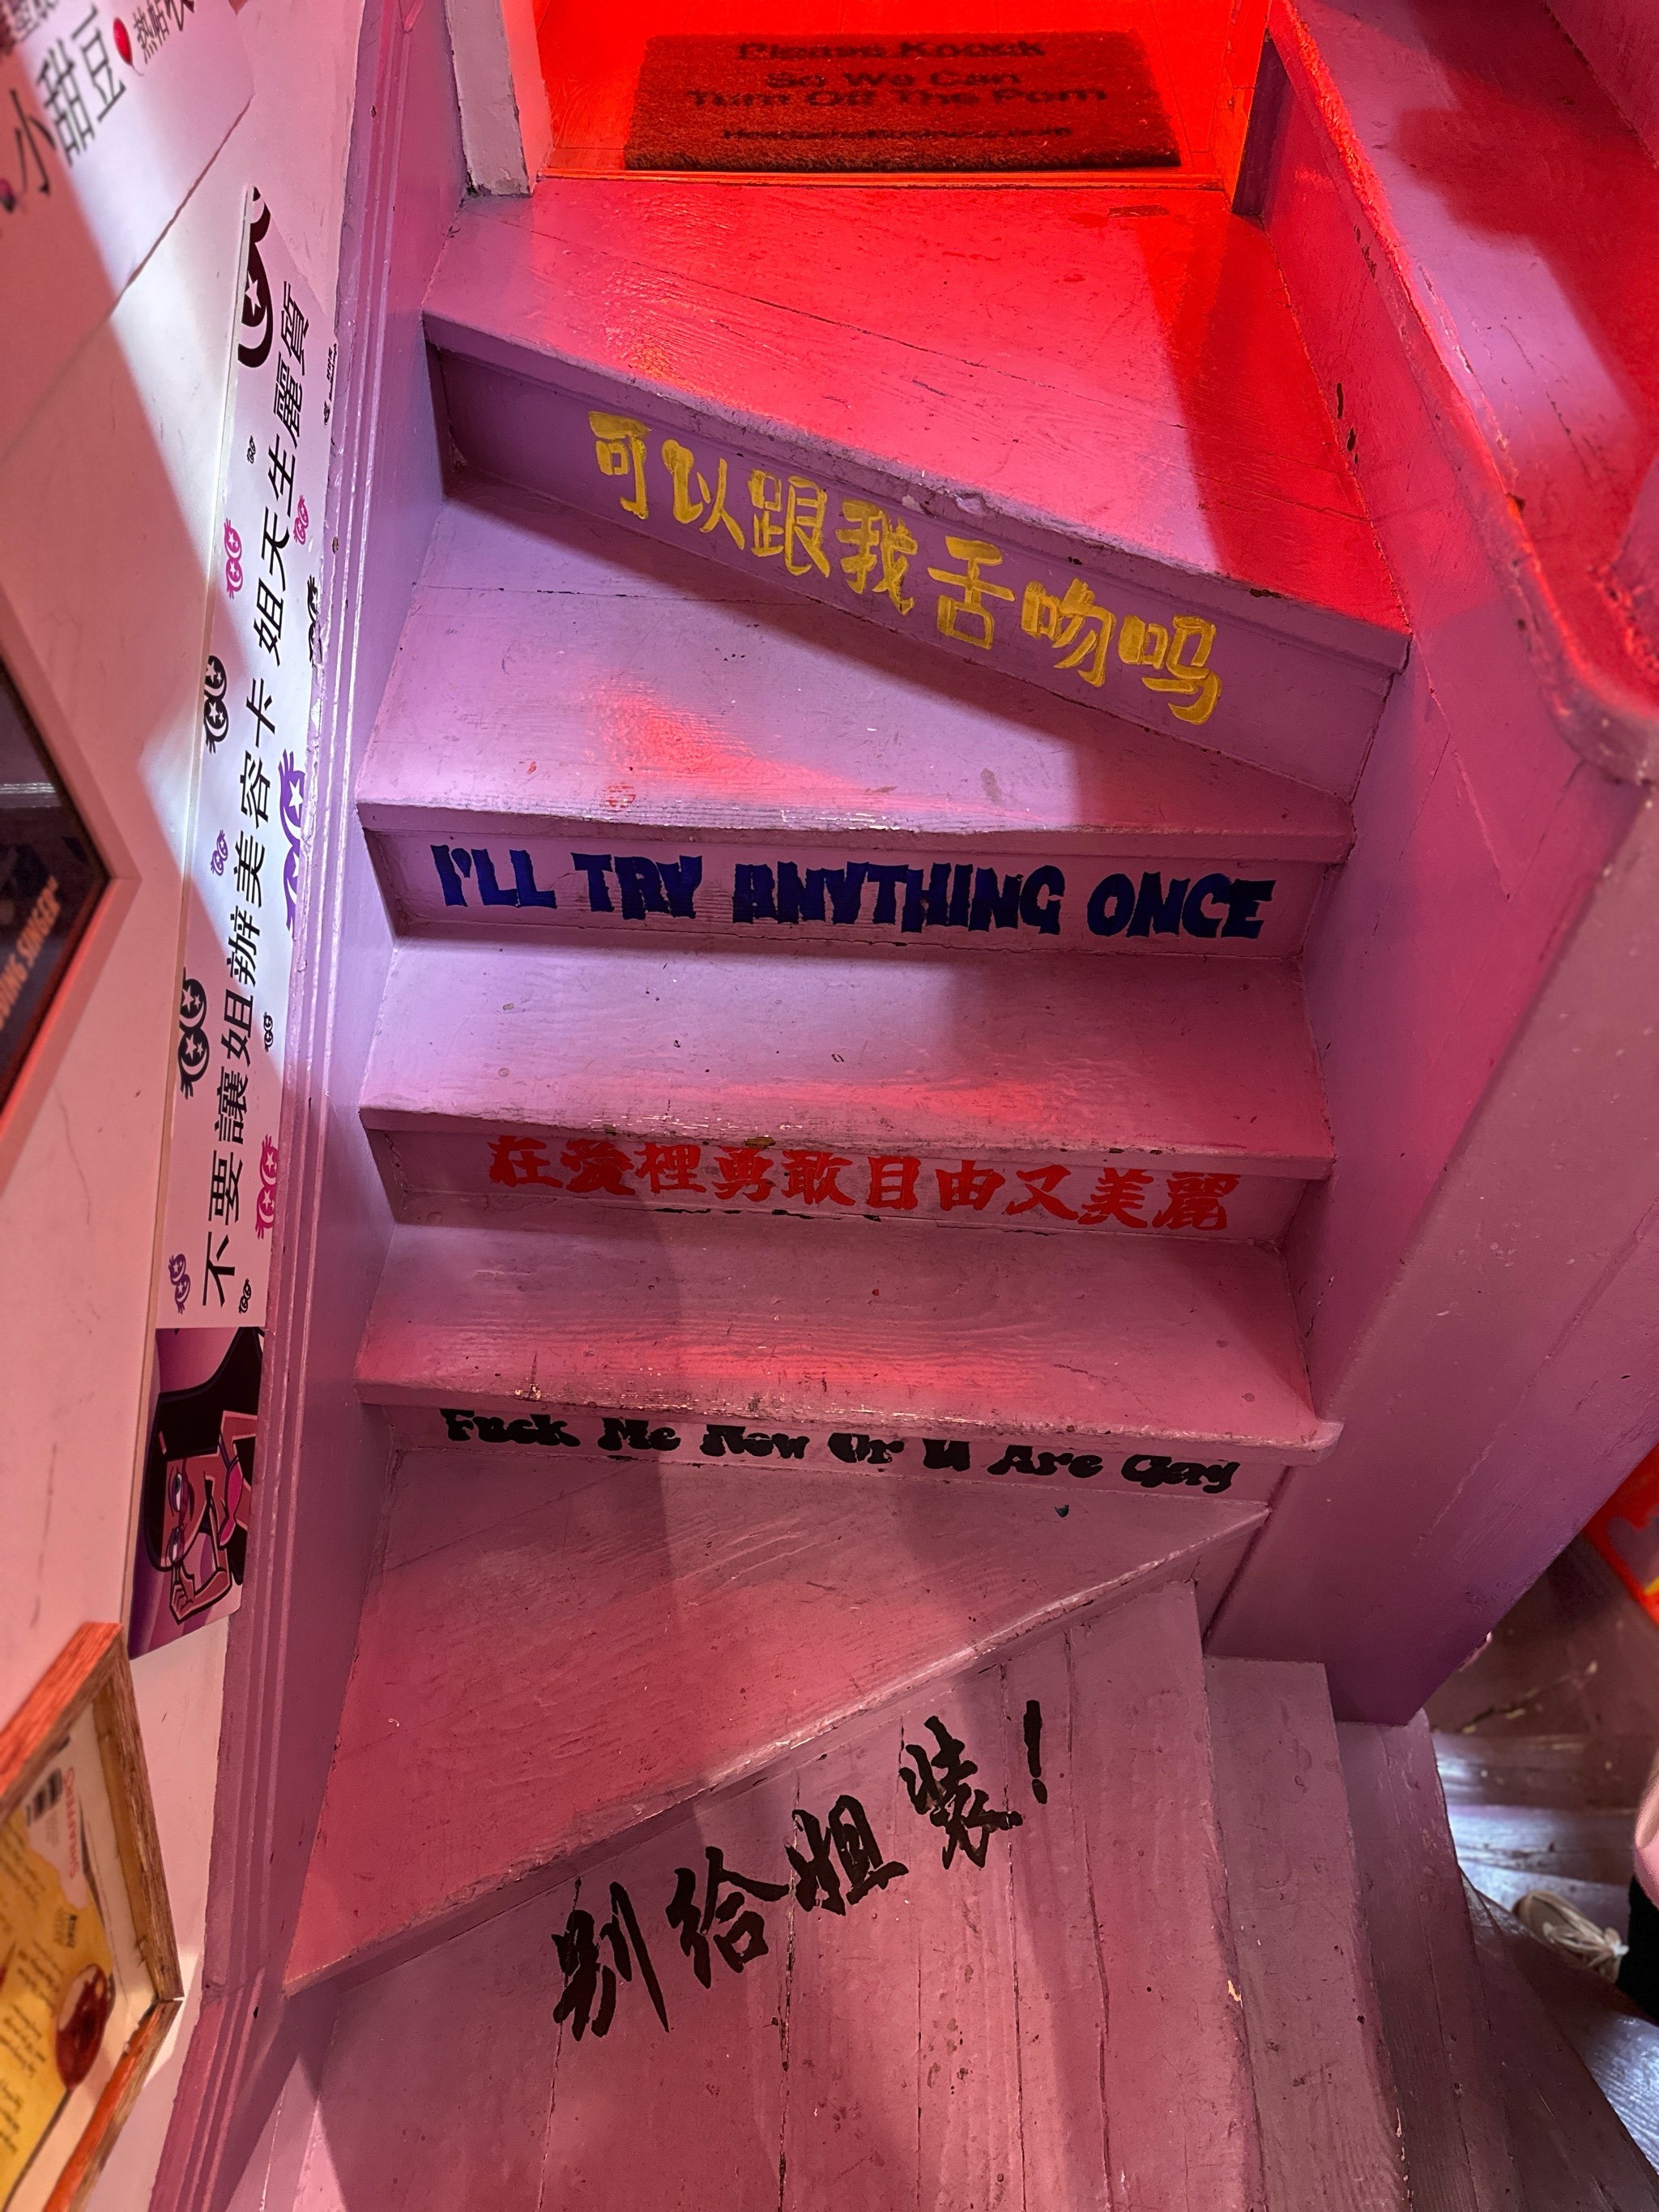 小甜豆
Please Knock
So We Can
Turn Off The Porn
可以跟我舌吻吗
I'LL TRY ANYTHING ONCE
在愛裡勇敢自由又美麗
Fuck Me Now Or U Are Gay
别给姐装!
不要讓姐辦美容卡 姐天生麗質
SINGER